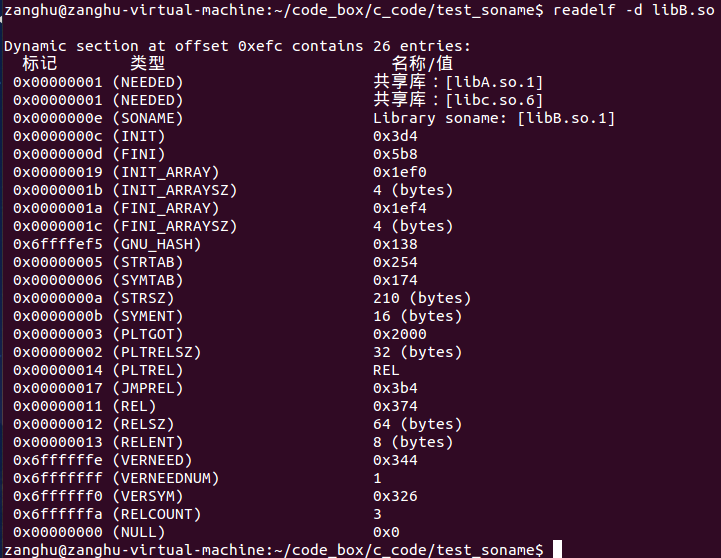 zanghu@zanghu-virtual-machine:~/code_box/c_code/test_soname$ readelf -d libB.so
Dynamic section at offset 0xefc contains 26 entries:
标记 类型 名称/值
0x00000001 (NEEDED) 共享库：[libA.so.1]
0x00000001 (NEEDED) 共享库：[libc.so.6]
0x0000000e (SONAME) Library soname: [libB.so.1]
0x0000000c (INIT) 0x3d4
0x0000000d (FINI) 0x5b8
0x00000019 (INIT_ARRAY) 0x1ef0
0x0000001b (INIT_ARRAYSZ) 4 (bytes)
0x0000001a (FINI_ARRAY) 0x1ef4
0x0000001c (FINI_ARRAYSZ) 4 (bytes)
0x6ffffef5 (GNU_HASH) 0x138
0x00000005 (STRTAB) 0x254
0x00000006 (SYMTAB) 0x174
0x0000000a (STRSZ) 210 (bytes)
0x0000000b (SYMENT) 16 (bytes)
0x00000003 (PLTGOT) 0x2000
0x00000002 (PLTRELSZ) 32 (bytes)
0x00000014 (PLTREL) REL
0x00000017 (JMPREL) 0x3b4
0x00000011 (REL) 0x374
0x00000012 (RELSZ) 64 (bytes)
0x00000013 (RELENT) 8 (bytes)
0x6ffffffe (VERNEED) 0x344
0x6fffffff (VERNEEDNUM) 1
0x6ffffff0 (VERSYM) 0x326
0x6ffffffa (RELCOUNT) 3
0x00000000 (NULL) 0x0
zanghu@zanghu-virtual-machine:~/code_box/c_code/test_soname$